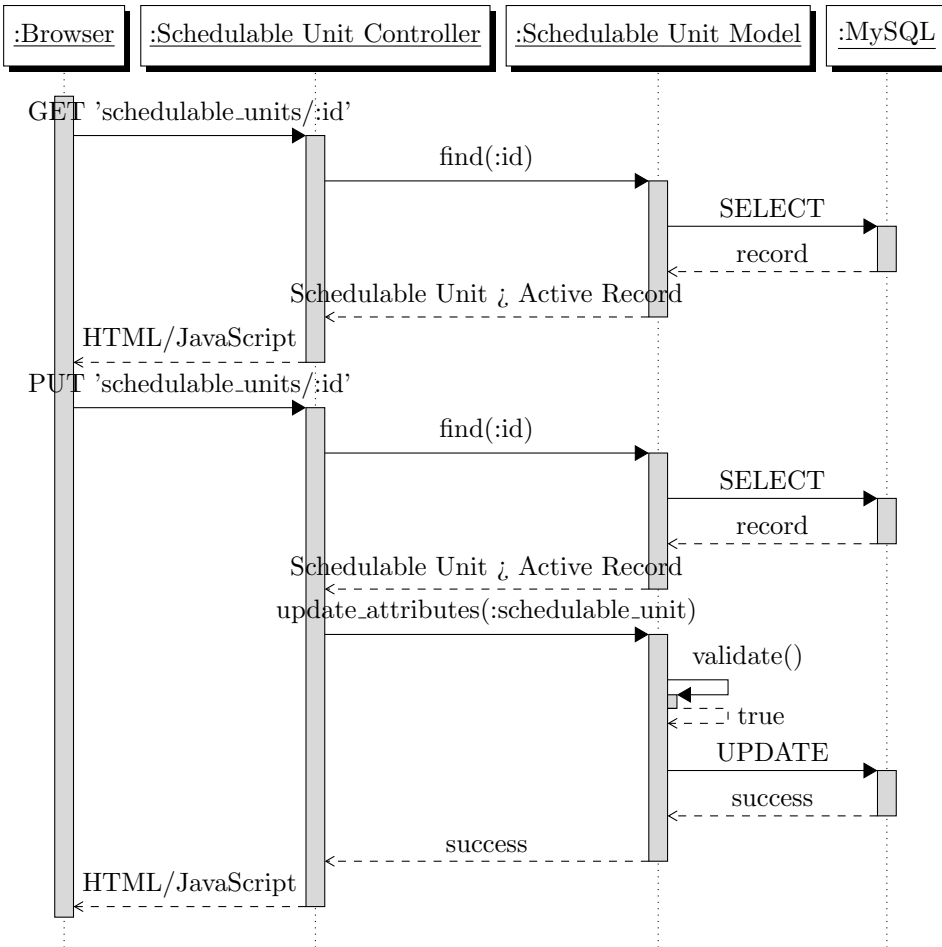 :Browser
:Schedulable Unit Controller
:Schedulable Unit Model
:MySQL
GET ’schedulable_units/:id’
find(:id)
SELECT
record
Schedulable Unit ¿ Active Record
HTML/JavaScript
PUT ’schedulable_units/:id’
find(:id)
SELECT
record
Schedulable Unit ¿ Active Record
update_attributes(:schedulable_unit)
validate()
true
UPDATE
success
success
HTML/JavaScript